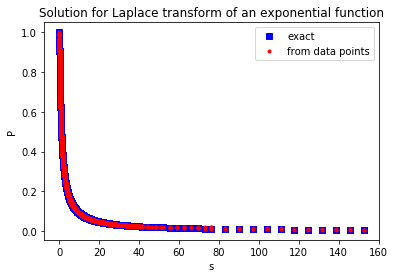 Solution for Laplace transform of an exponential function
exact
from data points
1.0
0.8
0.6
0.4
0.2
0.0
P
0 20 40 60 80 100 120 140 160
s